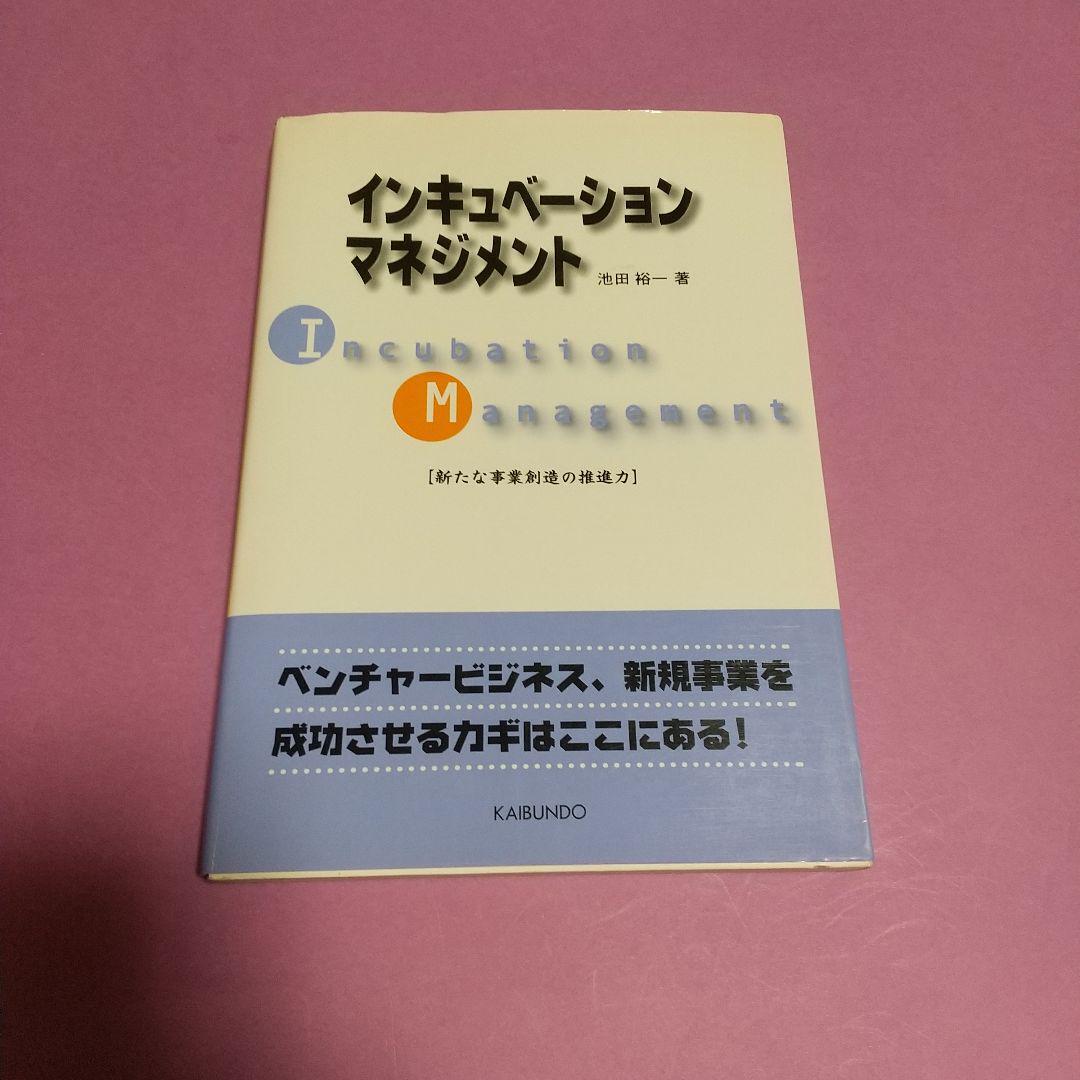 インキュベーション
マネジメント 池田 裕一 著
Incubation
Management
[新たな事業創造の推進力]
ベンチャービジネス、新規事業を
成功させるカギはここにある!
KAIBUNDO